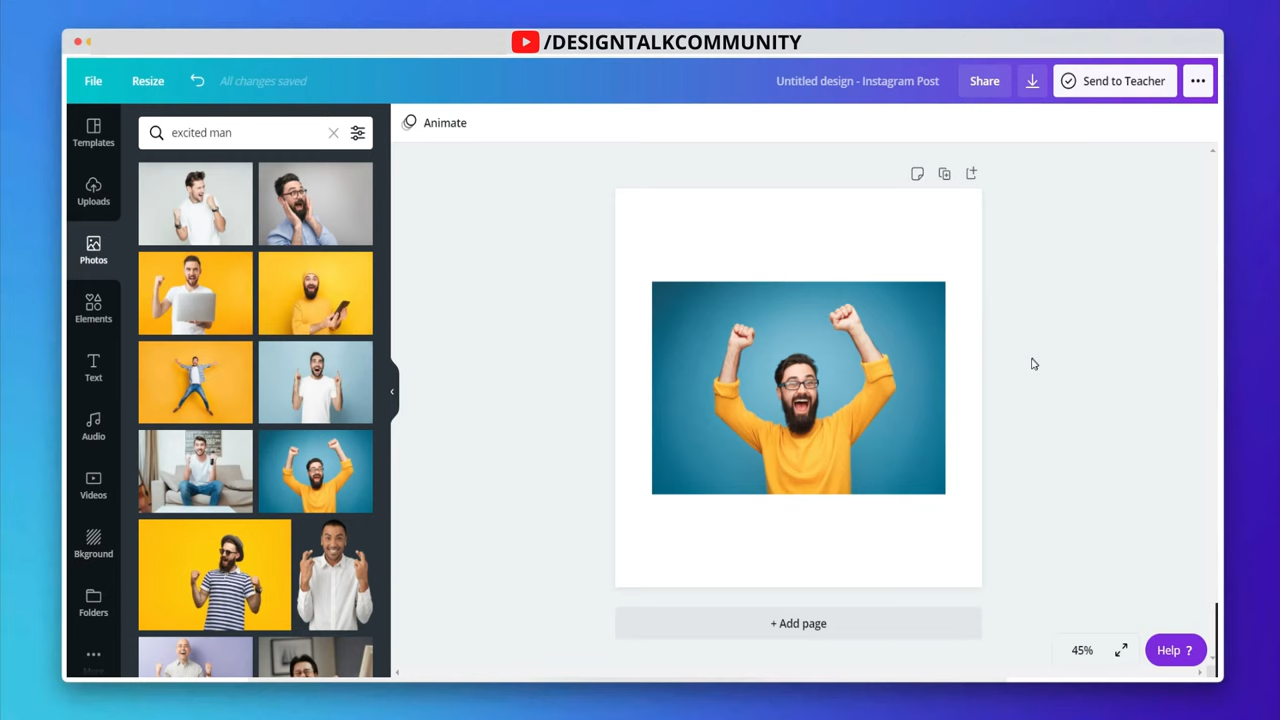 /DESIGNTALKCOMMUNITY
File
Resize
All changes saved
Untitled design - Instagram Post
Share
Send to Teacher
Templates
Uploads
Photos
Elements
Text
Audio
Videos
Bkground
Folders
More
excited man
Animate
+ Add page
45%
Help ?